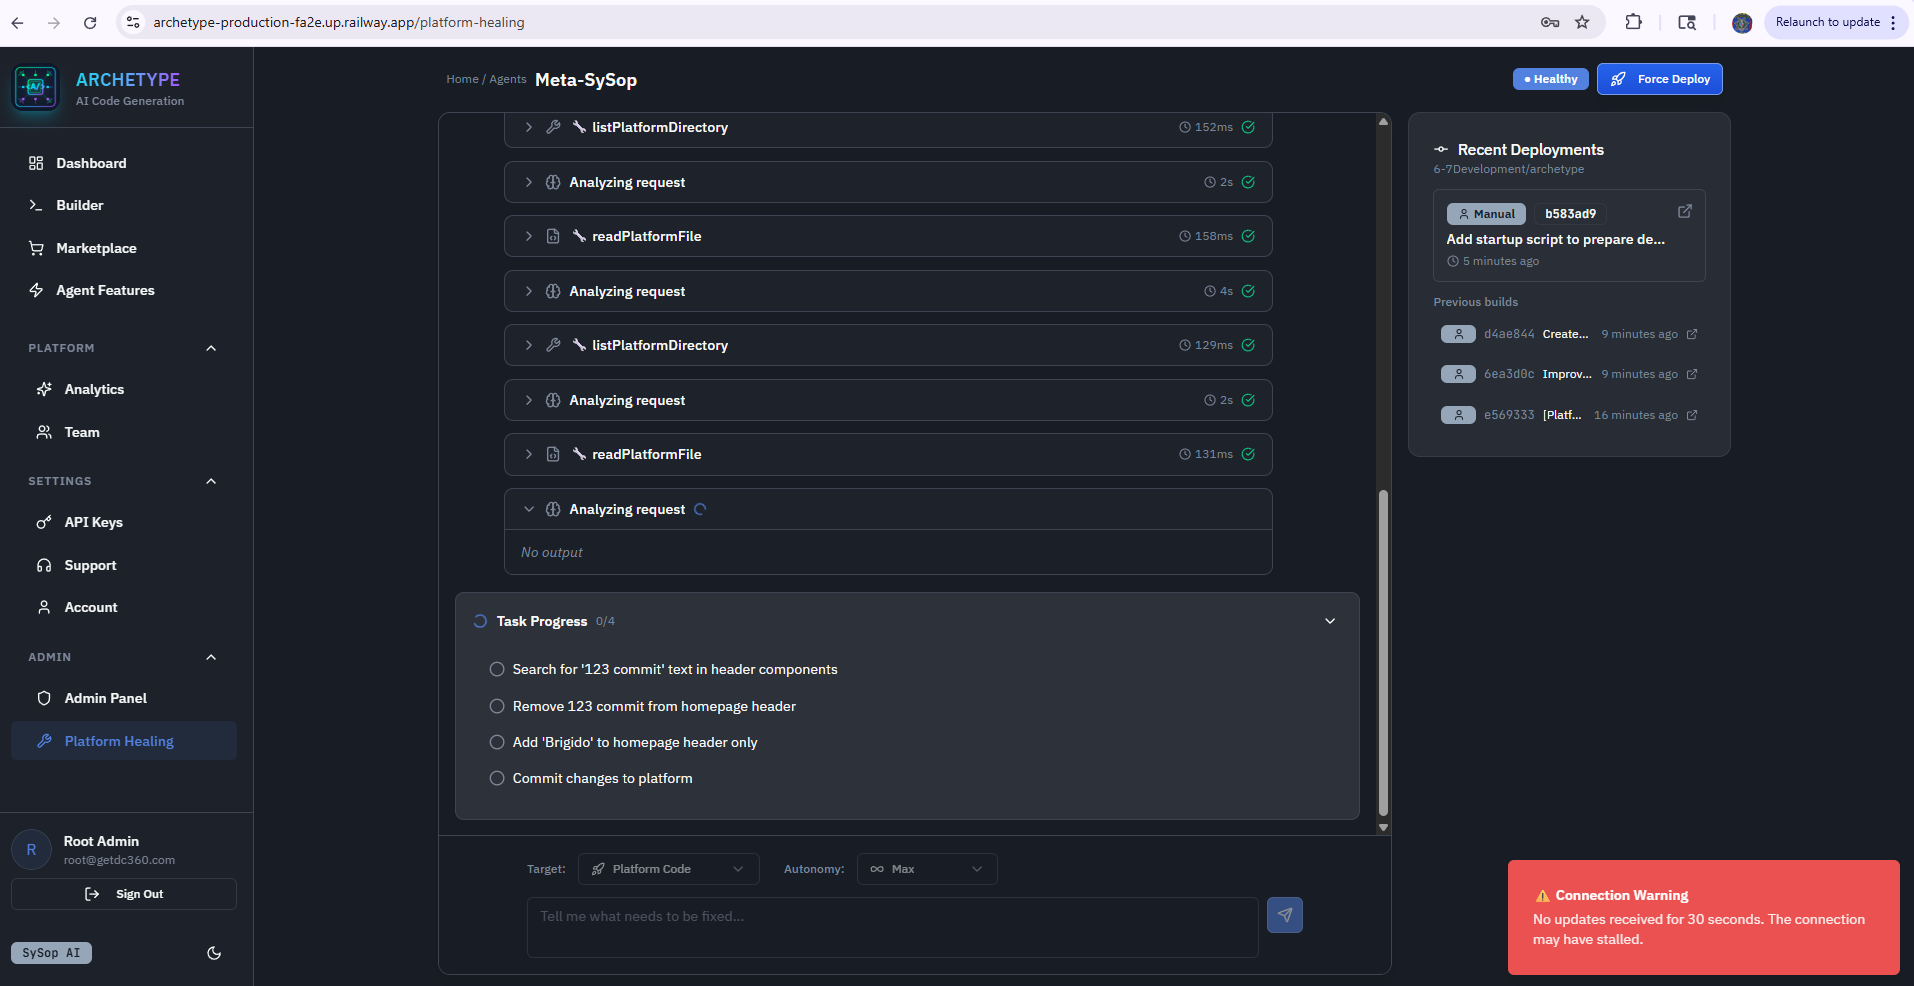 archetype-production-fa2e.up.railway.app/platform-healing
Relaunch to update
ARCHETYPE
AI Code Generation
Dashboard
Builder
Marketplace
Agent Features
PLATFORM
Analytics
Team
SETTINGS
API Keys
Support
Account
ADMIN
Admin Panel
Platform Healing
R
Root Admin
root@getdc360.com
Sign Out
SySop AI
Home / Agents Meta-SySop
Healthy
Force Deploy
listPlatformDirectory 152ms
Analyzing request 2s
readPlatformFile 158ms
Analyzing request 4s
listPlatformDirectory 129ms
Analyzing request 2s
readPlatformFile 131ms
Analyzing request
No output
Task Progress 0/4
Search for '123 commit' text in header components
Remove 123 commit from homepage header
Add 'Brigido' to homepage header only
Commit changes to platform
Target: Platform Code Autonomy: Max
Tell me what needs to be fixed...
Recent Deployments
6-7Development/archetype
Manual b583ad9
Add startup script to prepare de...
5 minutes ago
Previous builds
d4ae844 Create... 9 minutes ago
6ea3d0c Improv... 9 minutes ago
e569333 [Platf... 16 minutes ago
Connection Warning
No updates received for 30 seconds. The connection
may have stalled.